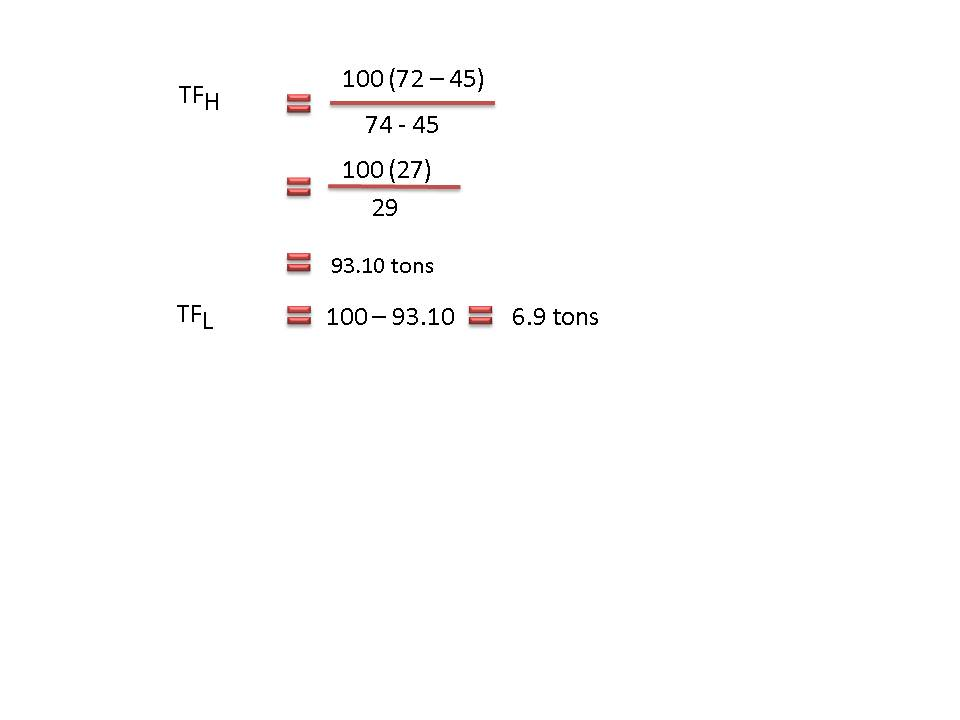 TFH = 100 (72 – 45)
74 - 45
= 100 (27)
29
= 93.10 tons
TFL = 100 – 93.10 = 6.9 tons